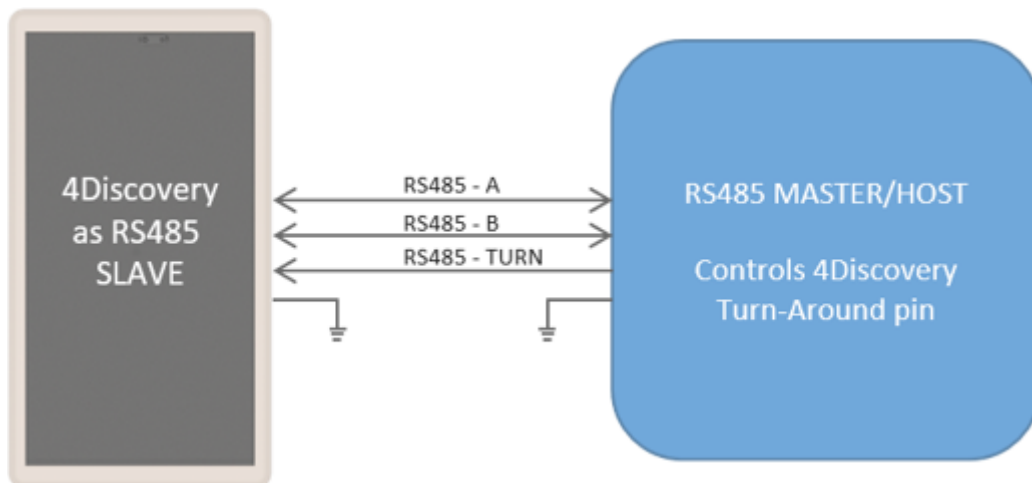 4Discovery
as RS485
SLAVE
RS485 - A
RS485 - B
RS485 - TURN
RS485 MASTER/HOST
Controls 4Discovery
Turn-Around pin